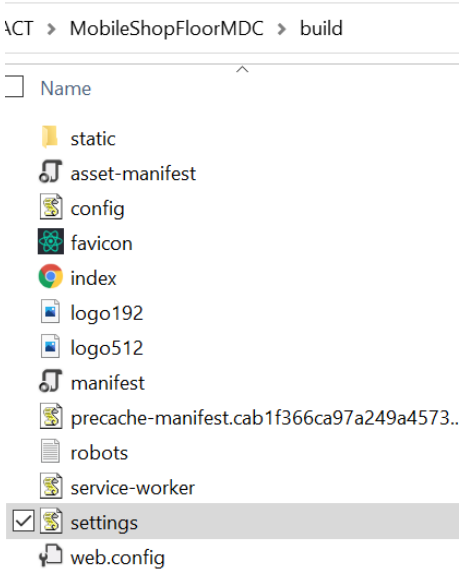 ACT > MobileShopFloorMDC > build
Name
static
asset-manifest
config
favicon
index
logo192
logo512
manifest
precache-manifest.cab1f366ca97a249a4573..
robots
service-worker
settings
web.config